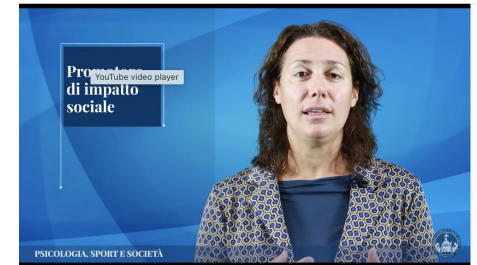 di impatto
sociale
YouTube video player
PSICOLOGIA, SPORT E SOCIETÀ